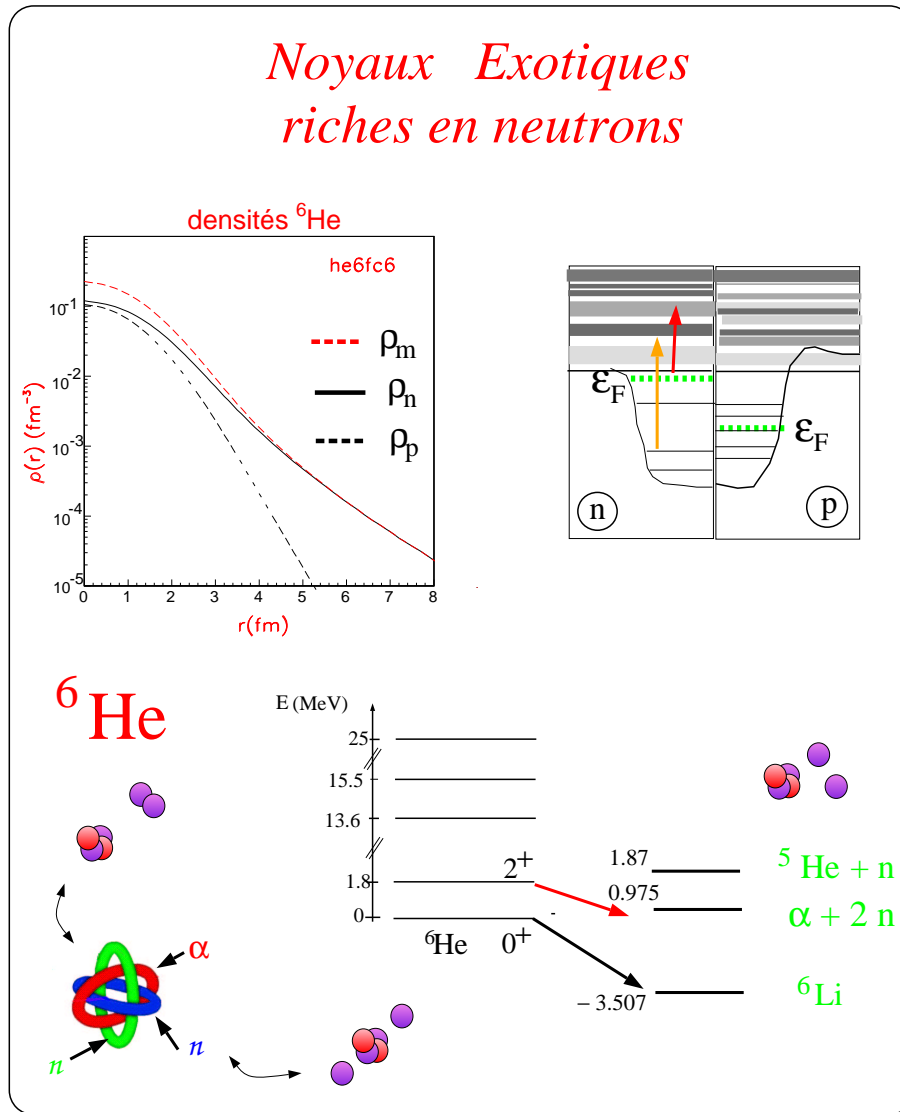 Noyaux Exotiques
riches en neutrons
densités ⁶He
he6fc6
ρm
ρn
ρp
10⁻¹
10⁻²
10⁻³
10⁻⁴
10⁻⁵
ρ(r) (fm⁻³)
0 1 2 3 4 5 6 7 8
r(fm)
εF
εF
n
p
⁶He
E (MeV)
25
15.5
13.6
1.8
0
2⁺
⁶He 0⁺
1.87
0.975
− 3.507
⁵He + n
α + 2 n
⁶Li
α
n
n